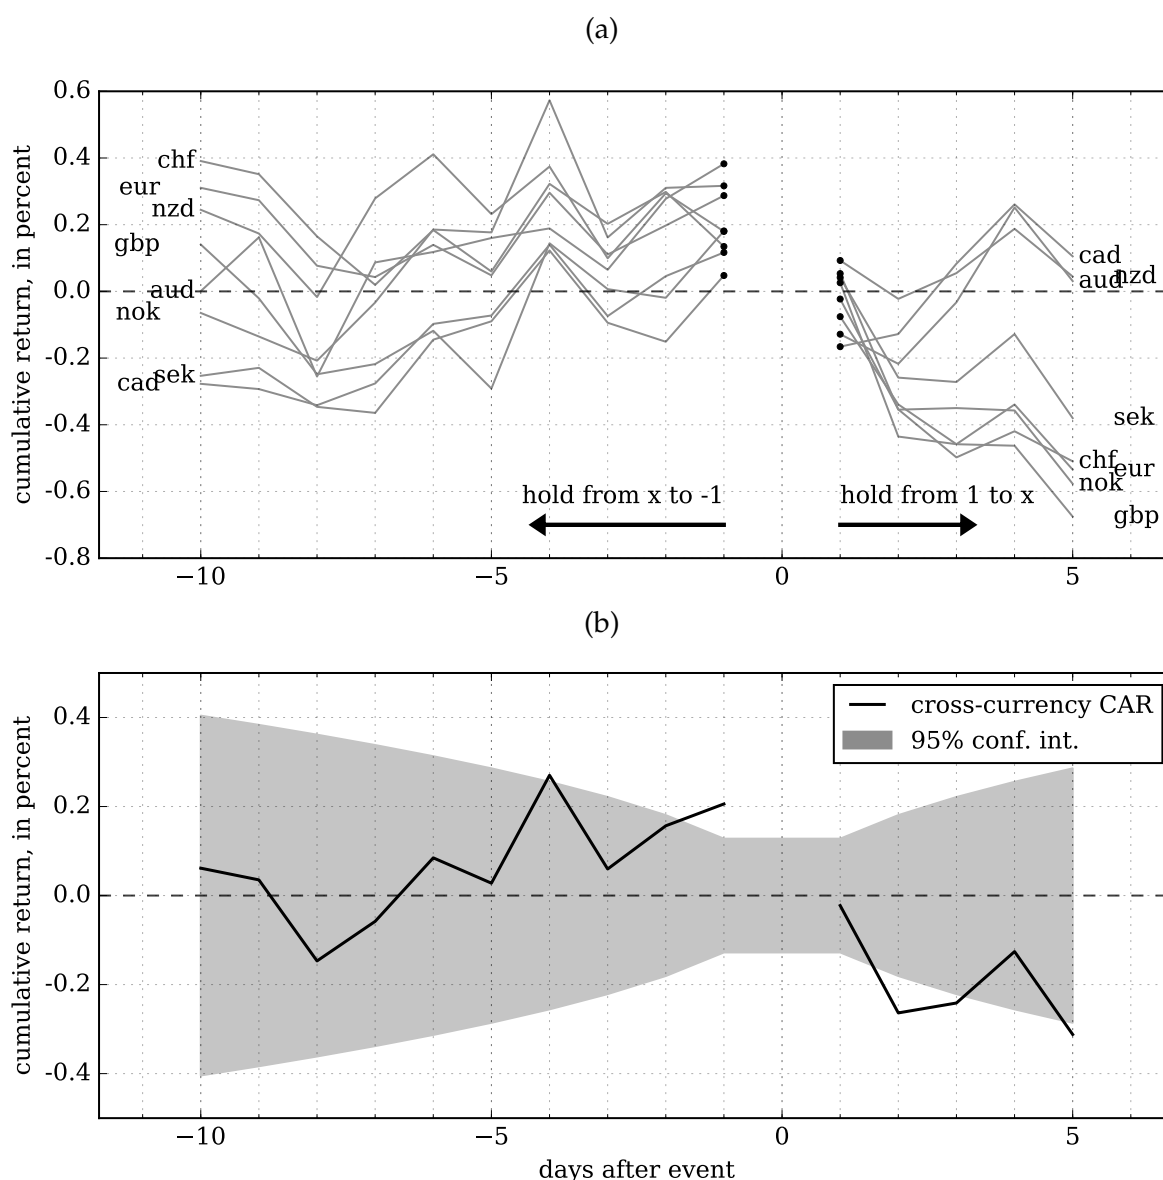 (a)
cumulative return, in percent
0.6
0.4
0.2
0.0
-0.2
-0.4
-0.6
-0.8
chf
eur
nzd
gbp
aud
nok
sek
cad
cad
nzd
aud
sek
chf
eur
nok
gbp
hold from x to -1
hold from 1 to x
−10
−5
0
5
(b)
cumulative return, in percent
0.4
0.2
0.0
-0.2
-0.4
cross-currency CAR
95% conf. int.
−10
−5
0
5
days after event